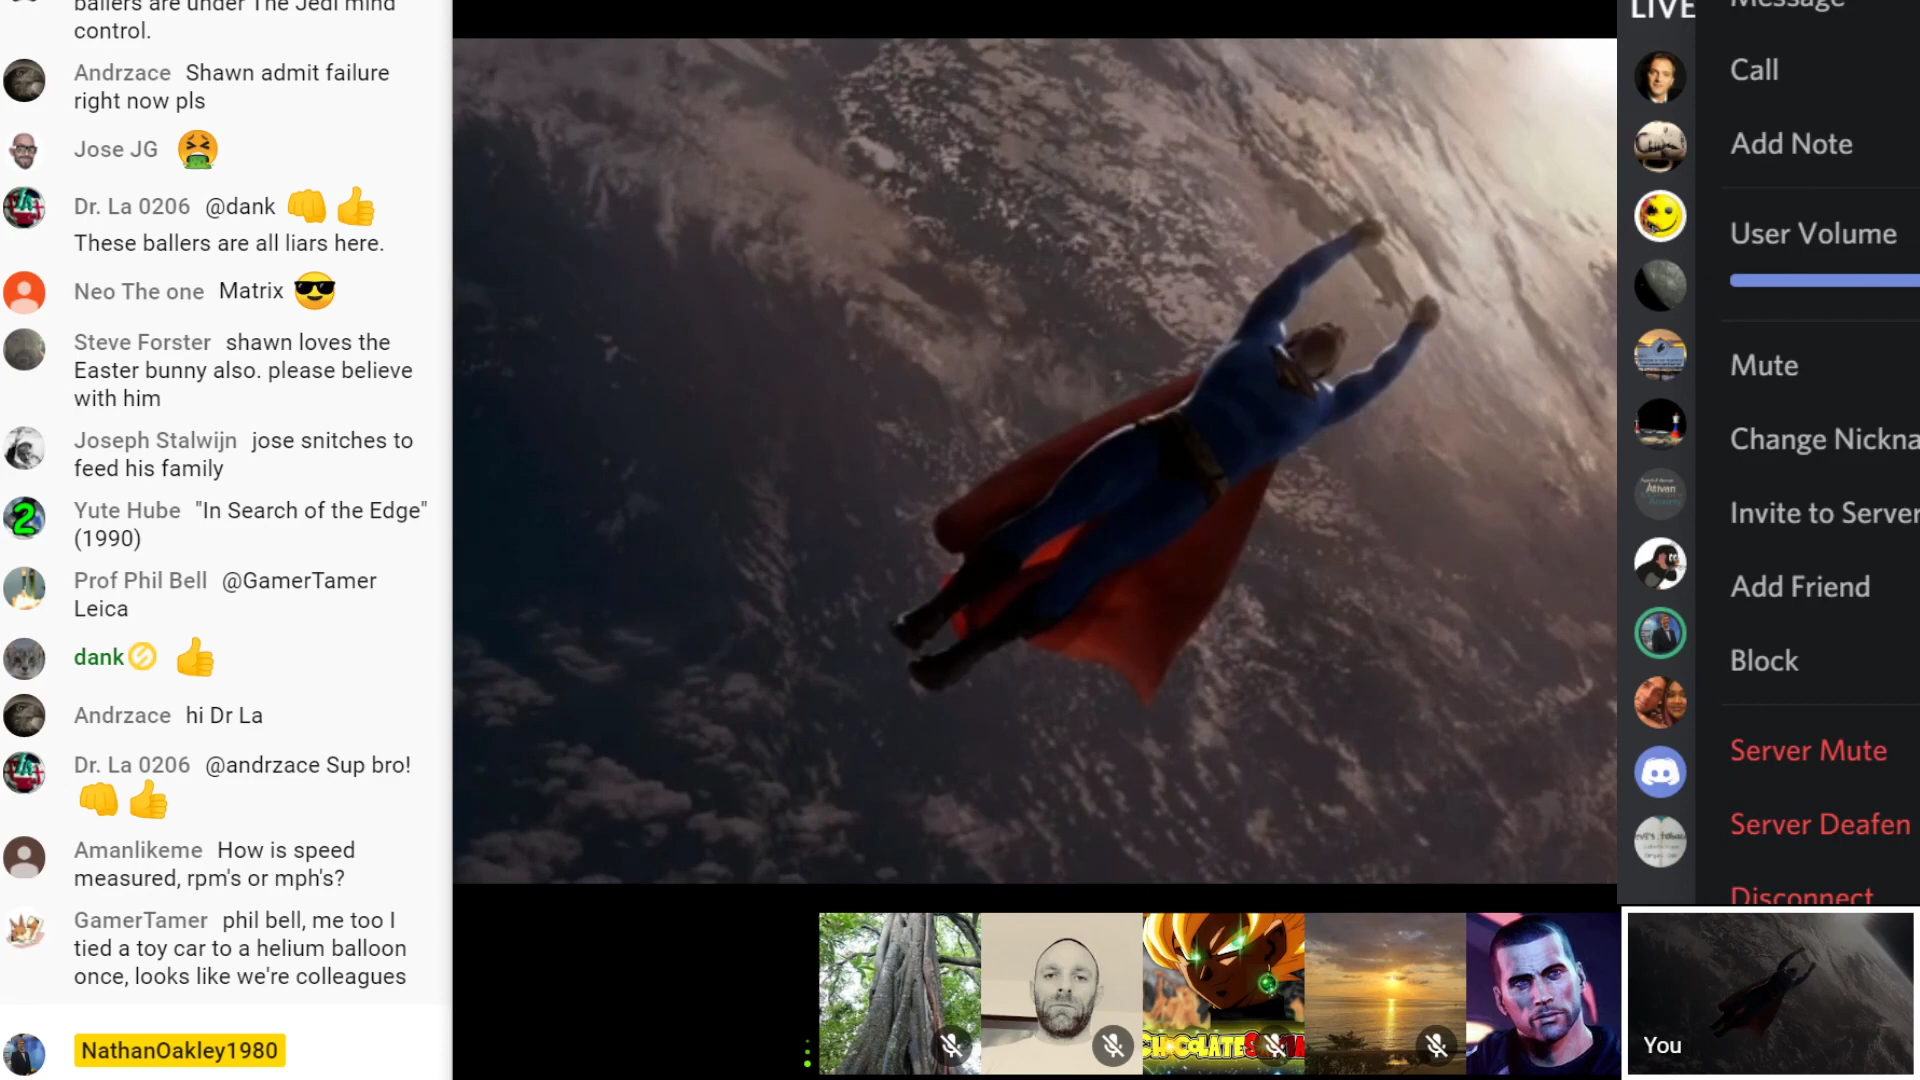 ballers are under The Jedi mind
control.
Andrzace Shawn admit failure
right now pls
Jose JG
Dr. La 0206 @dank
These ballers are all liars here.
Neo The one Matrix
Steve Forster shawn loves the
Easter bunny also. please believe
with him
Joseph Stalwijn jose snitches to
feed his family
Yute Hube "In Search of the Edge"
(1990)
Prof Phil Bell @GamerTamer
Leica
dank
Andrzace hi Dr La
Dr. La 0206 @andrzace Sup bro!
Amanlikeme How is speed
measured, rpm's or mph's?
GamerTamer phil bell, me too I
tied a toy car to a helium balloon
once, looks like we're colleagues
NathanOakley1980
LIVE
Message
Call
Add Note
User Volume
Mute
Change Nickna
Invite to Server
Add Friend
Block
Server Mute
Server Deafen
Disconnect
Ativan
You